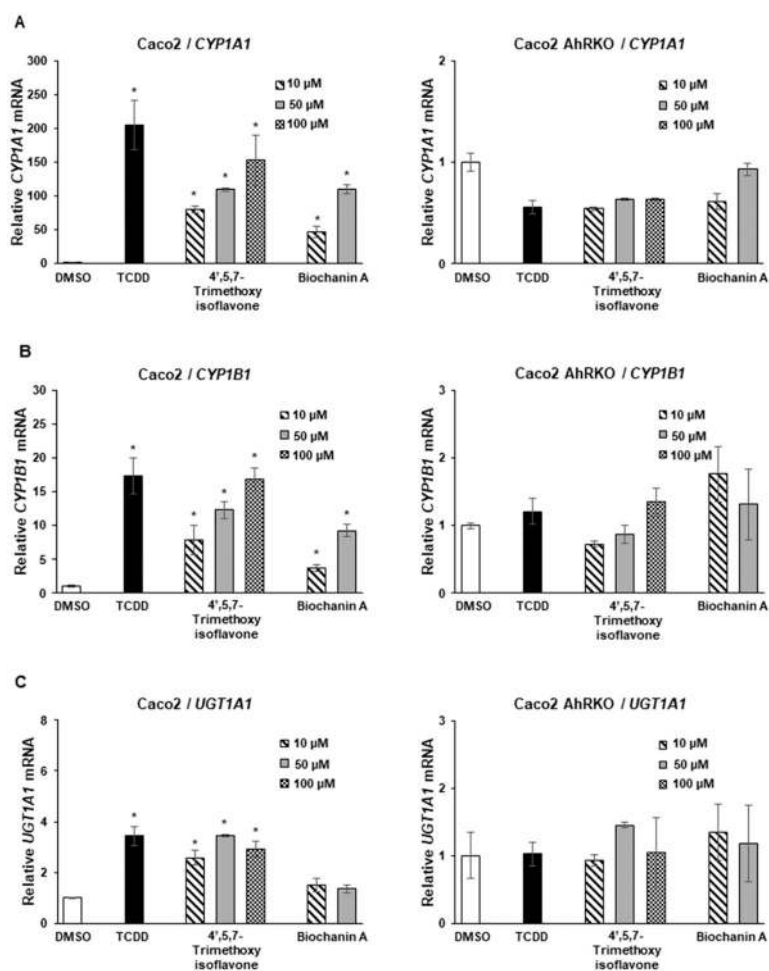 A
Caco2 / CYP1A1
Relative CYP1A1 mRNA
300
250
200
150
100
50
0
*
*
*
*
*
*
10 µM
50 µM
100 µM
DMSO
TCDD
4',5,7-
Trimethoxy
isoflavone
Biochanin A
Caco2 AhRKO / CYP1A1
Relative CYP1A1 mRNA
2
1
0
10 µM
50 µM
100 µM
DMSO
TCDD
4',5,7-
Trimethoxy
isoflavone
Biochanin A
B
Caco2 / CYP1B1
Relative CYP1B1 mRNA
30
25
20
15
10
5
0
*
*
*
*
*
*
10 µM
50 µM
100 µM
DMSO
TCDD
4',5,7-
Trimethoxy
isoflavone
Biochanin A
Caco2 AhRKO / CYP1B1
Relative CYP1B1 mRNA
3
2
1
0
10 µM
50 µM
100 µM
DMSO
TCDD
4',5,7-
Trimethoxy
isoflavone
Biochanin A
C
Caco2 / UGT1A1
Relative UGT1A1 mRNA
8
6
4
2
0
*
*
*
*
10 µM
50 µM
100 µM
DMSO
TCDD
4',5,7-
Trimethoxy
isoflavone
Biochanin A
Caco2 AhRKO / UGT1A1
Relative UGT1A1 mRNA
3
2
1
0
10 µM
50 µM
100 µM
DMSO
TCDD
4',5,7-
Trimethoxy
isoflavone
Biochanin A